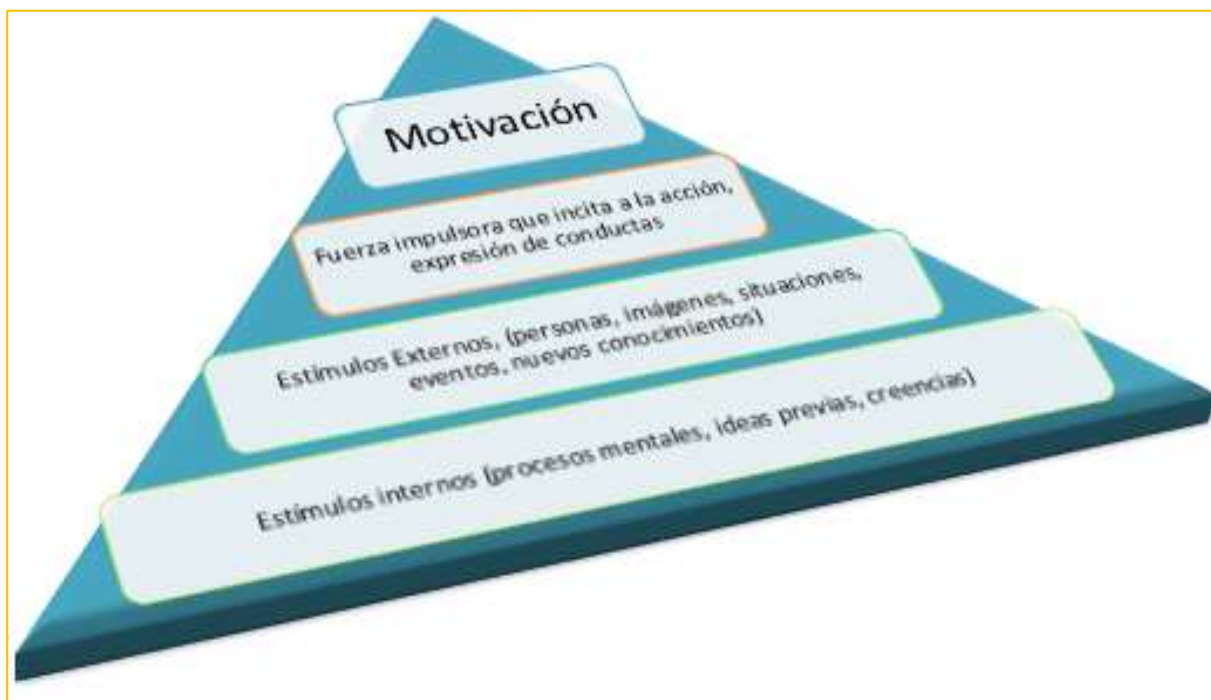 Motivación
Fuerza impulsora que incita a la acción,
expresión de conductas
Estímulos Externos, (personas, imágenes, situaciones,
eventos, nuevos conocimientos)
Estímulos internos (procesos mentales, ideas previas, creencias)